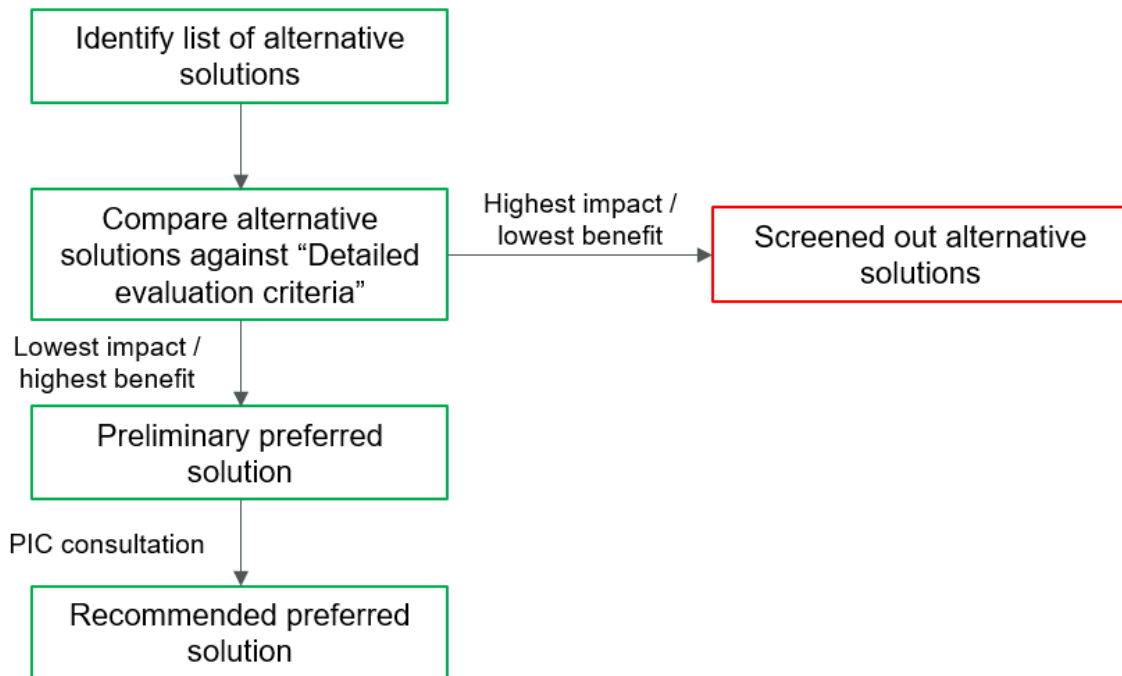 Identify list of alternative
solutions
Compare alternative
solutions against “Detailed
evaluation criteria”
Highest impact /
lowest benefit
Screened out alternative
solutions
Lowest impact /
highest benefit
Preliminary preferred
solution
PIC consultation
Recommended preferred
solution